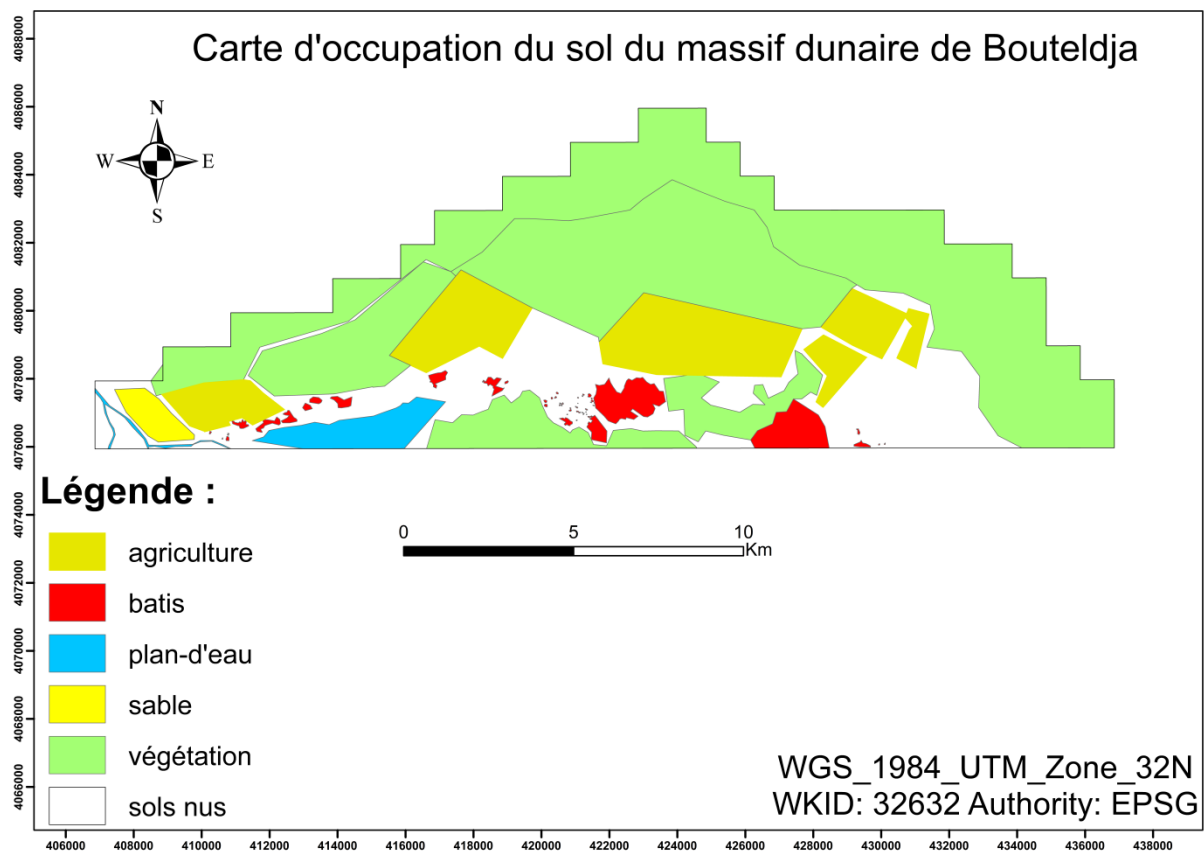 Carte d'occupation du sol du massif dunaire de Bouteldja
N
W E
S
4088000
4086000
4084000
4082000
4080000
4078000
4076000
4074000
4072000
4070000
4068000
4066000
Légende :
agriculture
batis
plan-d'eau
sable
végétation
sols nus
0 5 10
Km
WGS_1984_UTM_Zone_32N
WKID: 32632 Authority: EPSG
406000 408000 410000 412000 414000 416000 418000 420000 422000 424000 426000 428000 430000 432000 434000 436000 438000